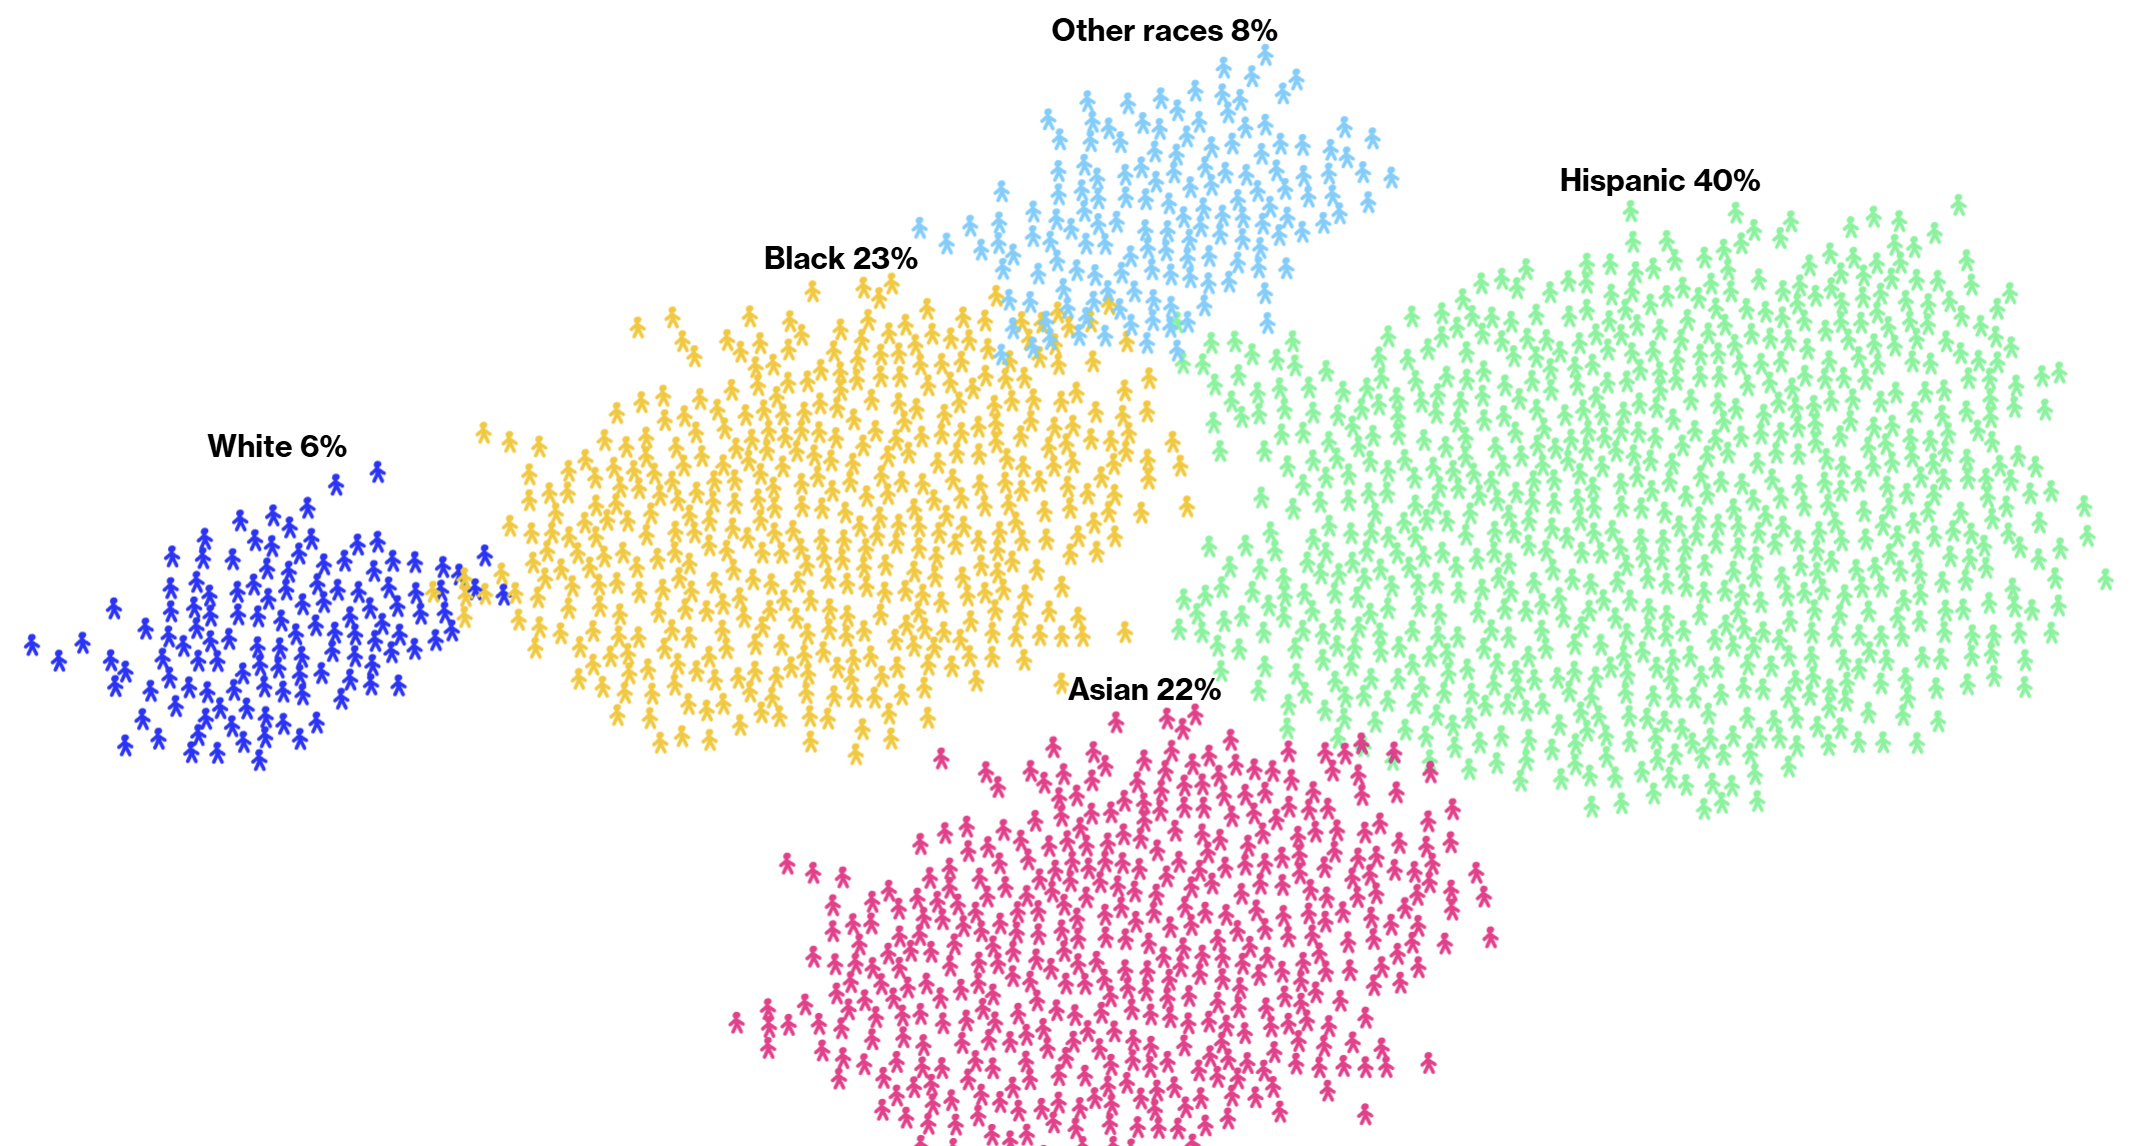 Other races 8%
Hispanic 40%
Black 23%
White 6%
Asian 22%